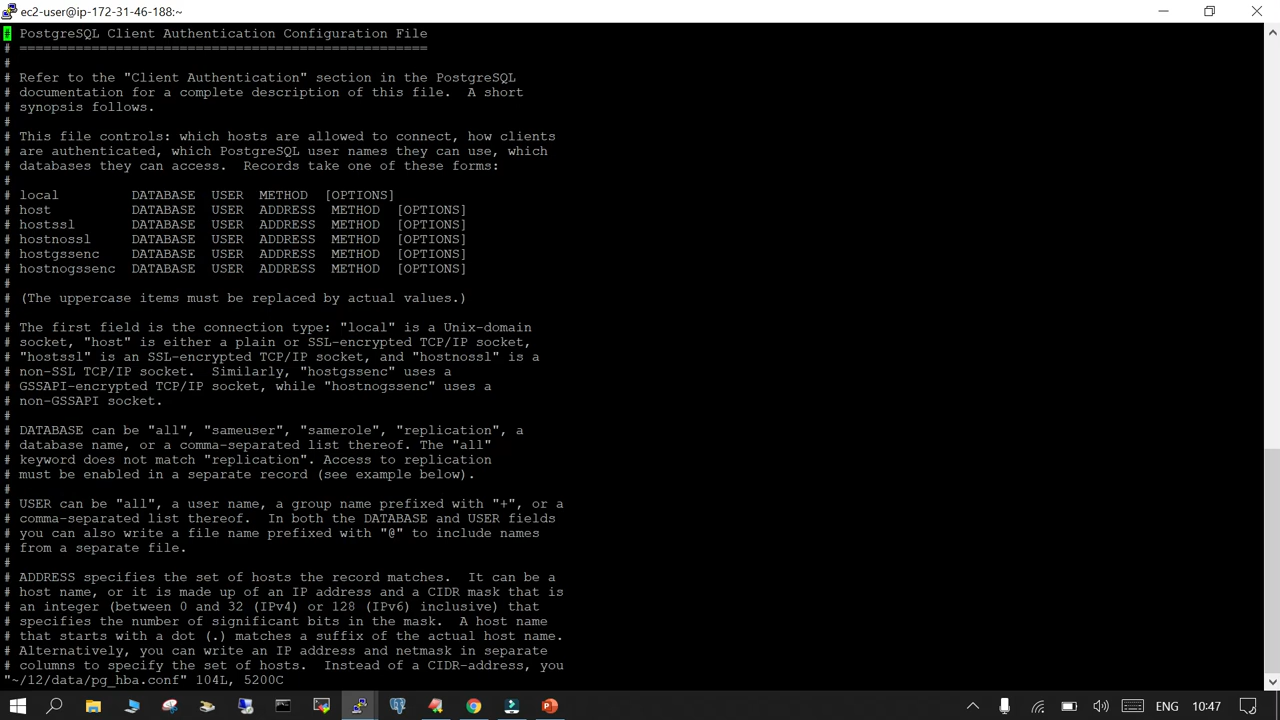 ec2-user@ip-172-31-46-188:~
# PostgreSQL Client Authentication Configuration File
# ===================================================
#
# Refer to the "Client Authentication" section in the PostgreSQL
# documentation for a complete description of this file.  A short
# synopsis follows.
#
# This file controls: which hosts are allowed to connect, how clients
# are authenticated, which PostgreSQL user names they can use, which
# databases they can access.  Records take one of these forms:
#
# local         DATABASE  USER  METHOD  [OPTIONS]
# host          DATABASE  USER  ADDRESS  METHOD  [OPTIONS]
# hostssl       DATABASE  USER  ADDRESS  METHOD  [OPTIONS]
# hostnossl     DATABASE  USER  ADDRESS  METHOD  [OPTIONS]
# hostgssenc    DATABASE  USER  ADDRESS  METHOD  [OPTIONS]
# hostnogssenc  DATABASE  USER  ADDRESS  METHOD  [OPTIONS]
#
# (The uppercase items must be replaced by actual values.)
#
# The first field is the connection type: "local" is a Unix-domain
# socket, "host" is either a plain or SSL-encrypted TCP/IP socket,
# "hostssl" is an SSL-encrypted TCP/IP socket, and "hostnossl" is a
# non-SSL TCP/IP socket.  Similarly, "hostgssenc" uses a
# GSSAPI-encrypted TCP/IP socket, while "hostnogssenc" uses a
# non-GSSAPI socket.
#
# DATABASE can be "all", "sameuser", "samerole", "replication", a
# database name, or a comma-separated list thereof. The "all"
# keyword does not match "replication". Access to replication
# must be enabled in a separate record (see example below).
#
# USER can be "all", a user name, a group name prefixed with "+", or a
# comma-separated list thereof.  In both the DATABASE and USER fields
# you can also write a file name prefixed with "@" to include names
# from a separate file.
#
# ADDRESS specifies the set of hosts the record matches.  It can be a
# host name, or it is made up of an IP address and a CIDR mask that is
# an integer (between 0 and 32 (IPv4) or 128 (IPv6) inclusive) that
# specifies the number of significant bits in the mask.  A host name
# that starts with a dot (.) matches a suffix of the actual host name.
# Alternatively, you can write an IP address and netmask in separate
# columns to specify the set of hosts.  Instead of a CIDR-address, you
"~/12/data/pg_hba.conf" 104L, 5200C
ENG 10:47